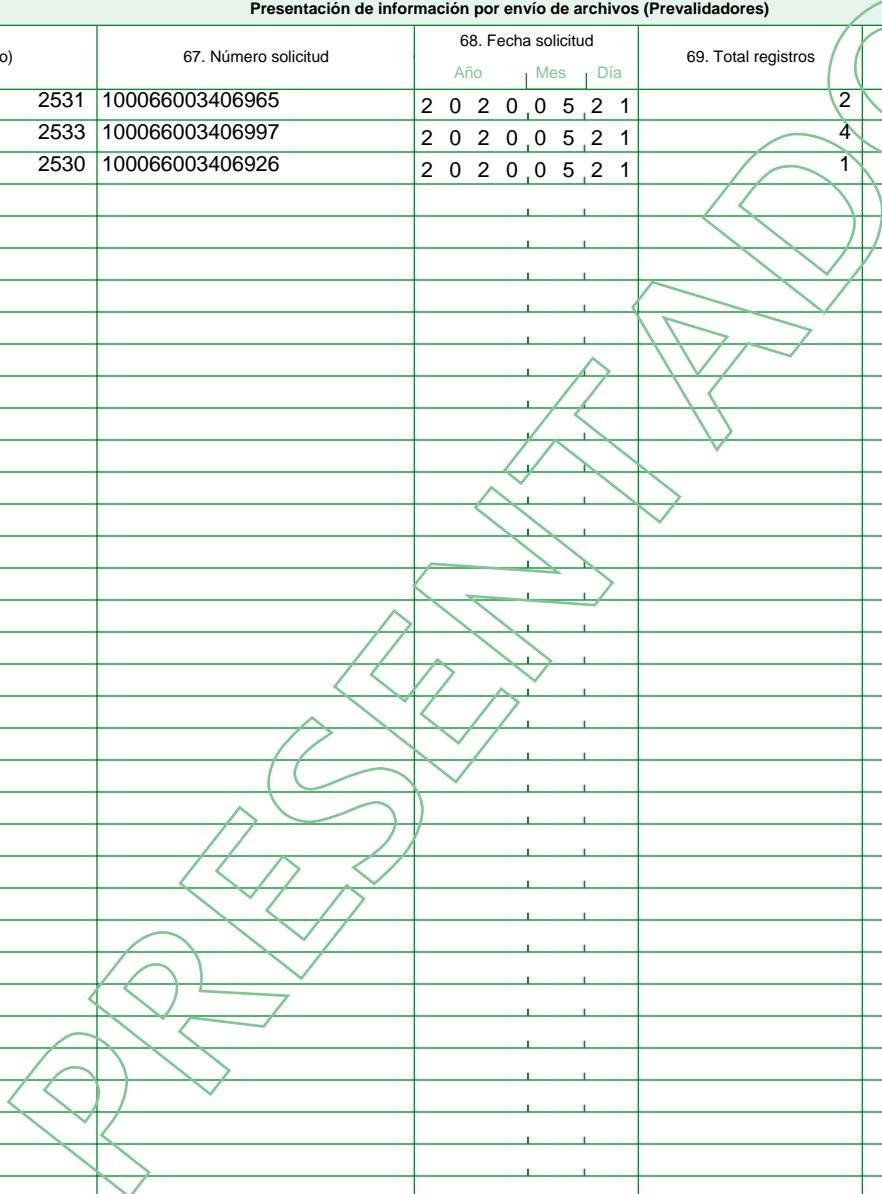 Presentación de información por envío de archivos (Prevalidadores)
o) 67. Número solicitud 68. Fecha solicitud 69. Total registros
Año Mes Día
2531 100066003406965 2 0 2 0 0 5 2 1 2
2533 100066003406997 2 0 2 0 0 5 2 1 4
2530 100066003406926 2 0 2 0 0 5 2 1 1
PRESENTADO